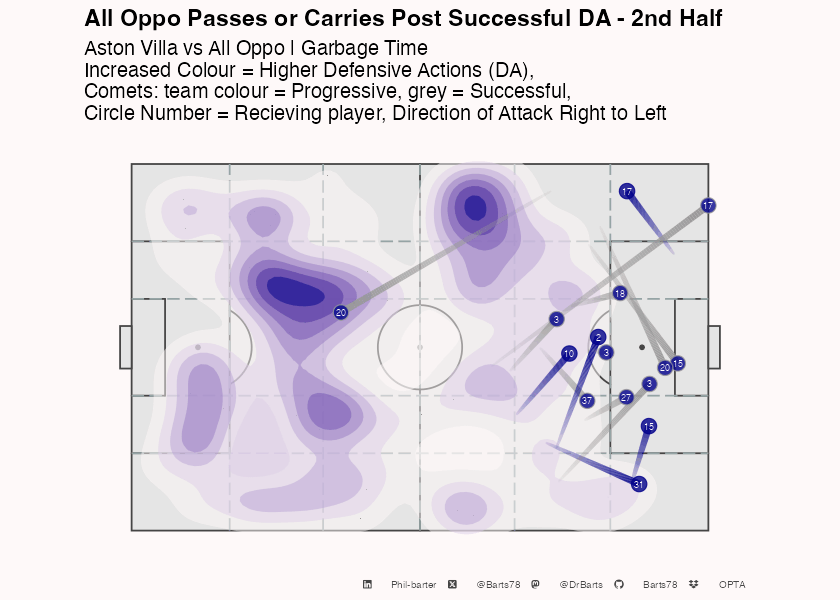 All Oppo Passes or Carries Post Successful DA - 2nd Half
Aston Villa vs All Oppo I Garbage Time
Increased Colour = Higher Defensive Actions (DA),
Comets: team colour = Progressive, grey = Successful,
Circle Number = Recieving player, Direction of Attack Right to Left
17
17
18
20
3
2
3
10
15
20
3
27
37
15
31
Phil-barter @Barts78 @DrBarts Barts78 OPTA